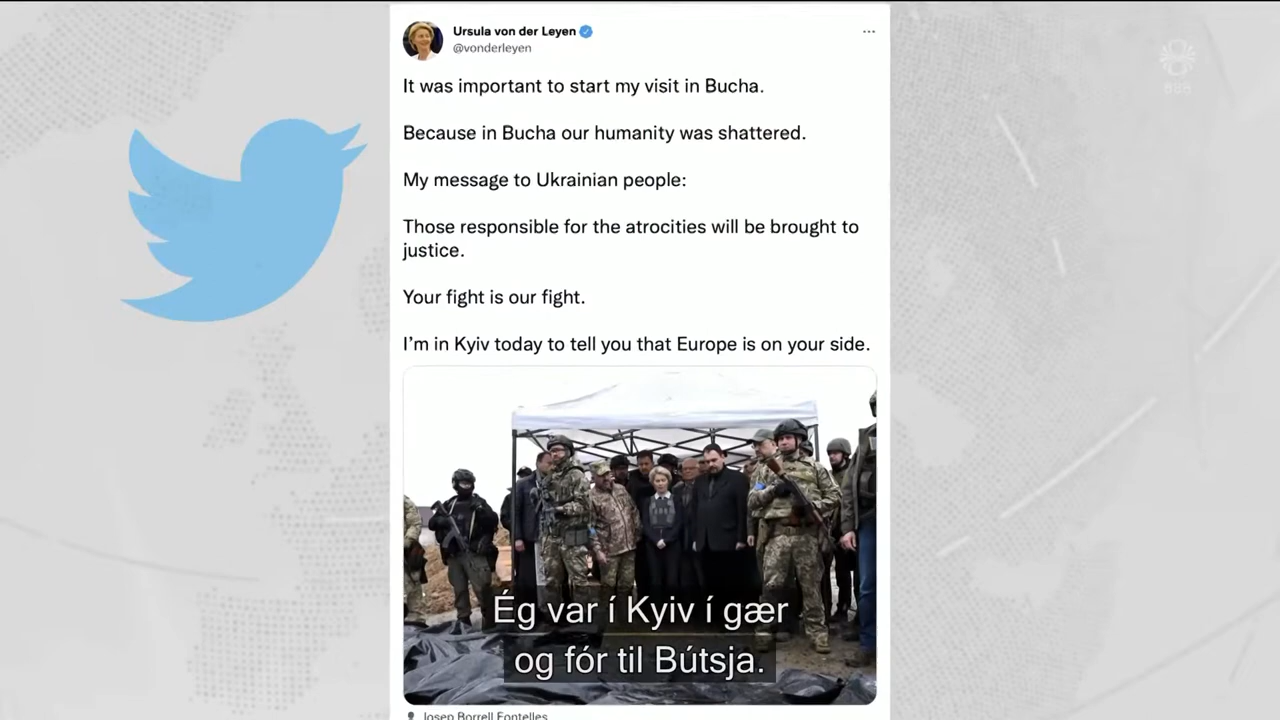 Ursula von der Leyen
@vonderleyen
It was important to start my visit in Bucha.
Because in Bucha our humanity was shattered.
My message to Ukrainian people:
Those responsible for the atrocities will be brought to
justice.
Your fight is our fight.
I'm in Kyiv today to tell you that Europe is on your side.
Ég var í Kyiv í gær
og fór til Bútsja.
Josep Borrell Fontelles